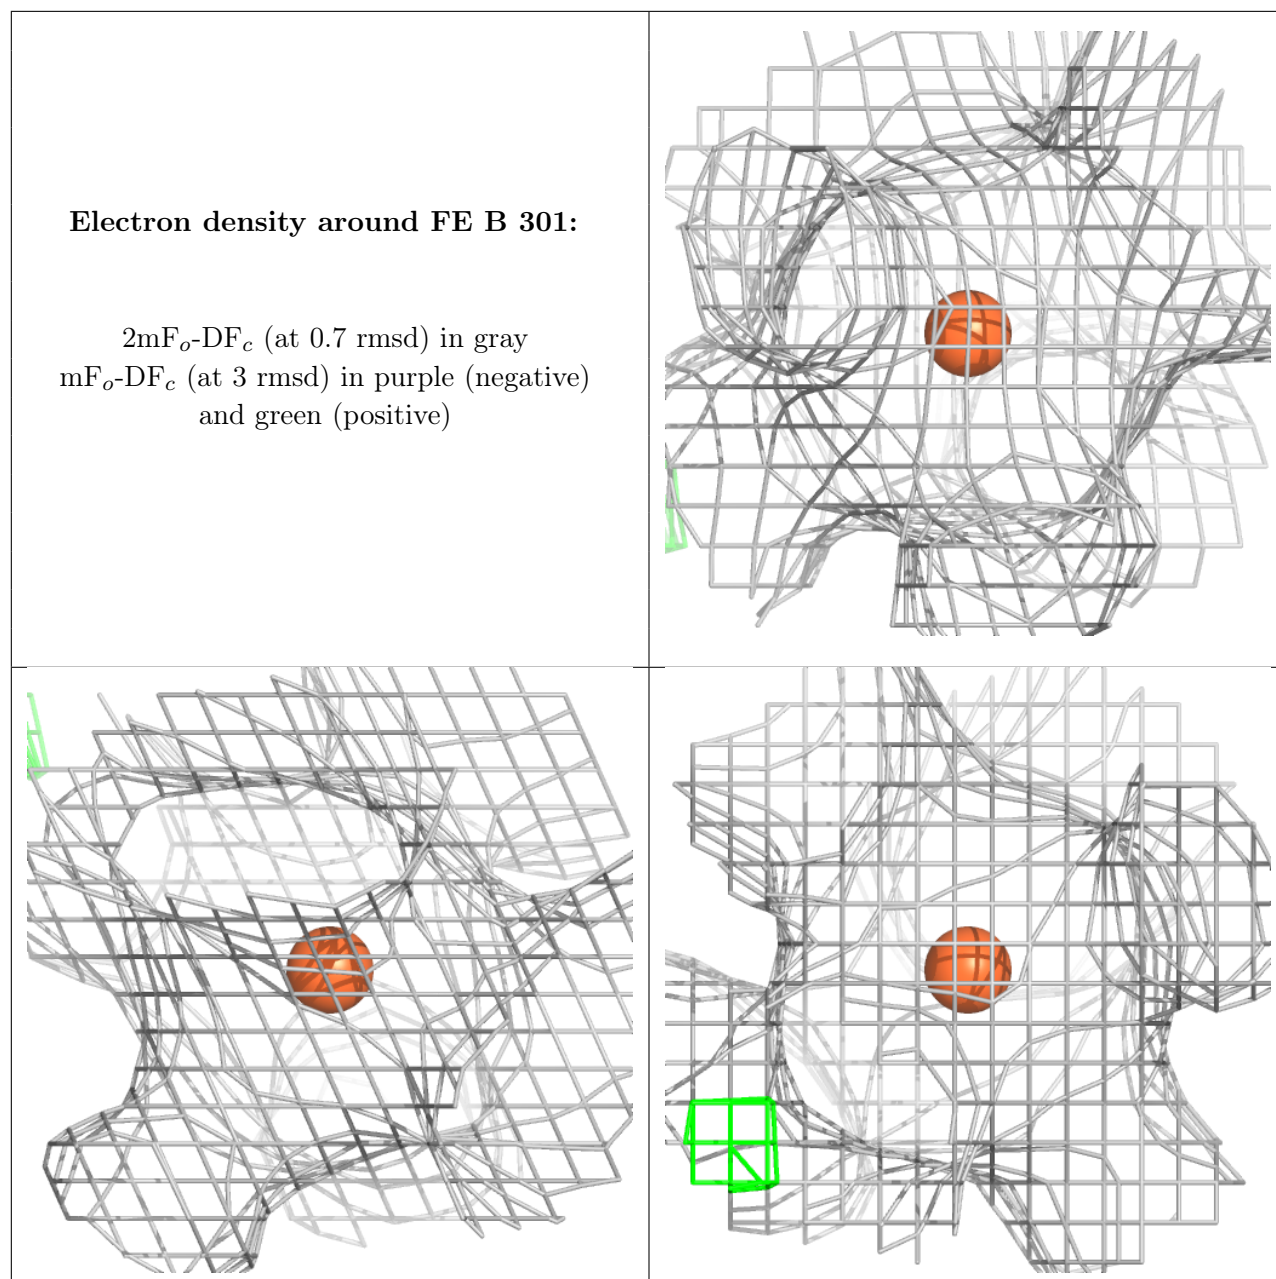 Electron density around FE B 301:
2mFo-DFc (at 0.7 rmsd) in gray
mFo-DFc (at 3 rmsd) in purple (negative)
and green (positive)